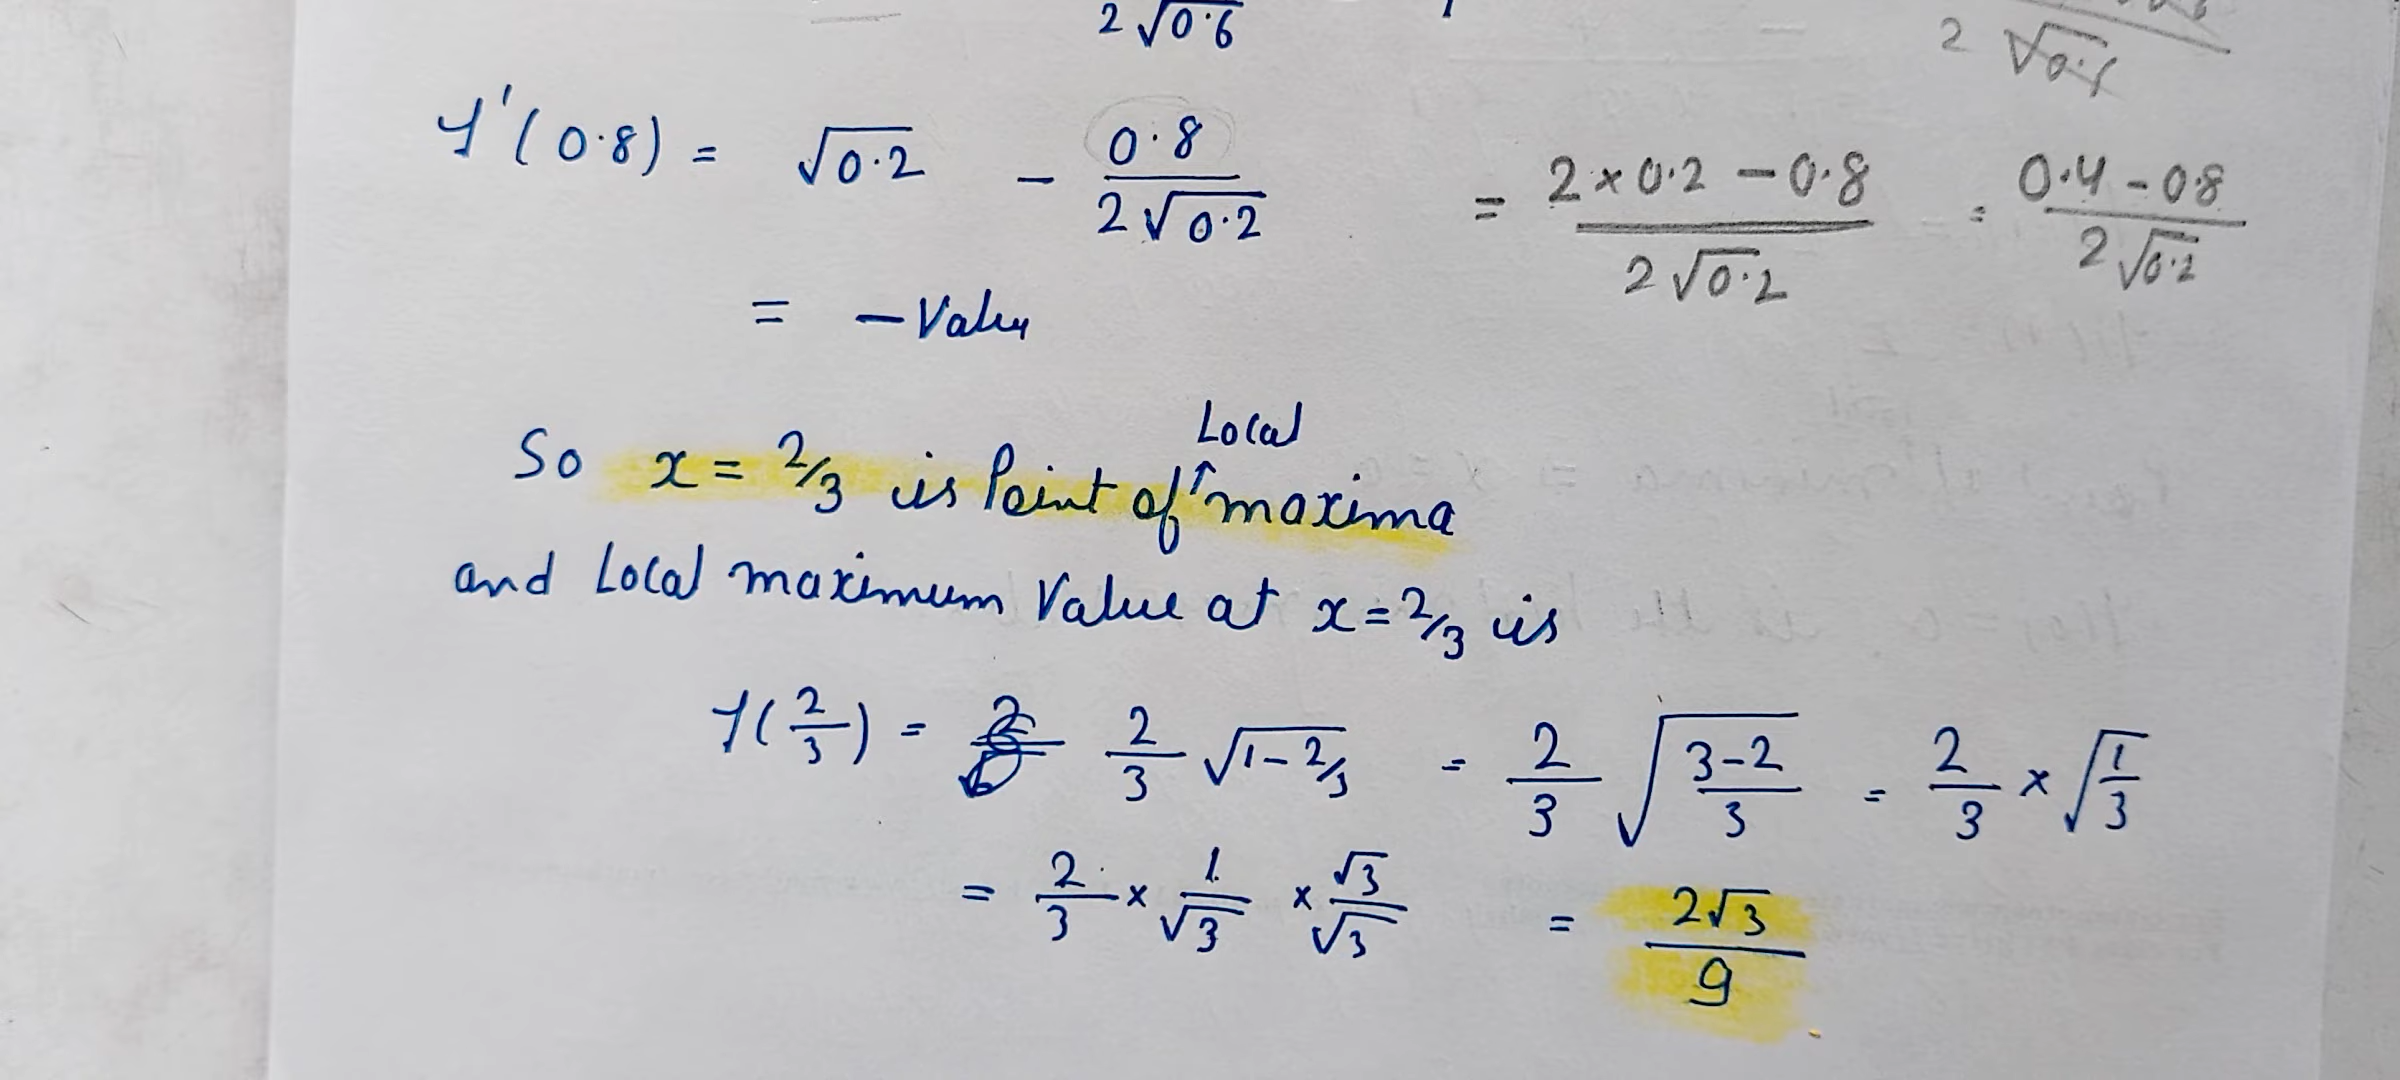 2√0.6
2 √0.
f'(0.8) = √0.2 - 0.8/2√0.2 = 2×0.2-0.8/2√0.2 = 0.4-0.8/2√0.2
= - Value
Local
So x = 2/3 is Point of ↑ maxima
and Local maximum Value at x = 2/3 is
f(2/3) = 2/3 √1-2/3 = 2/3 √3-2/3 = 2/3 × √1/3
= 2/3 × 1/√3 × √3/√3 = 2√3/9